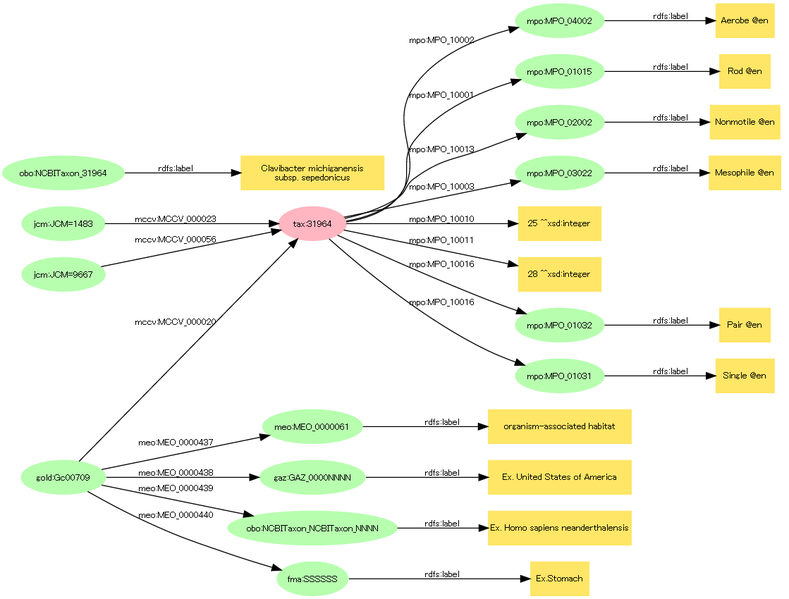 mpo:MPO_10002
mpo:MPO_04002
rdfs:label
Aerobe @en
mpo:MPO_10001
mpo:MPO_01015
rdfs:label
Rod @en
mpo:MPO_10013
mpo:MPO_02002
rdfs:label
Nonmotile @en
obo:NCBITaxon_31964
rdfs:label
Clavibacter michiganensis
subsp. sepedonicus
mpo:MPO_10003
mpo:MPO_03022
rdfs:label
Mesophile @en
jcm:JCM=1483
mccv:MCCV_000023
tax:31964
mpo:MPO_10010
25 ^^xsd:integer
jcm:JCM=9667
mccv:MCCV_000056
mpo:MPO_10011
28 ^^xsd:integer
mpo:MPO_10016
mpo:MPO_01032
rdfs:label
Pair @en
mpo:MPO_10016
mpo:MPO_01031
rdfs:label
Single @en
mccv:MCCV_000020
gold:Gc00709
meo:MEO_0000437
meo:MEO_0000061
rdfs:label
organism-associated habitat
meo:MEO_0000438
gaz:GAZ_0000NNNN
rdfs:label
Ex. United States of America
meo:MEO_0000439
obo:NCBITaxon_NCBITaxon_NNNN
rdfs:label
Ex. Homo sapiens neanderthalensis
meo:MEO_0000440
fma:SSSSSS
rdfs:label
Ex.Stomach